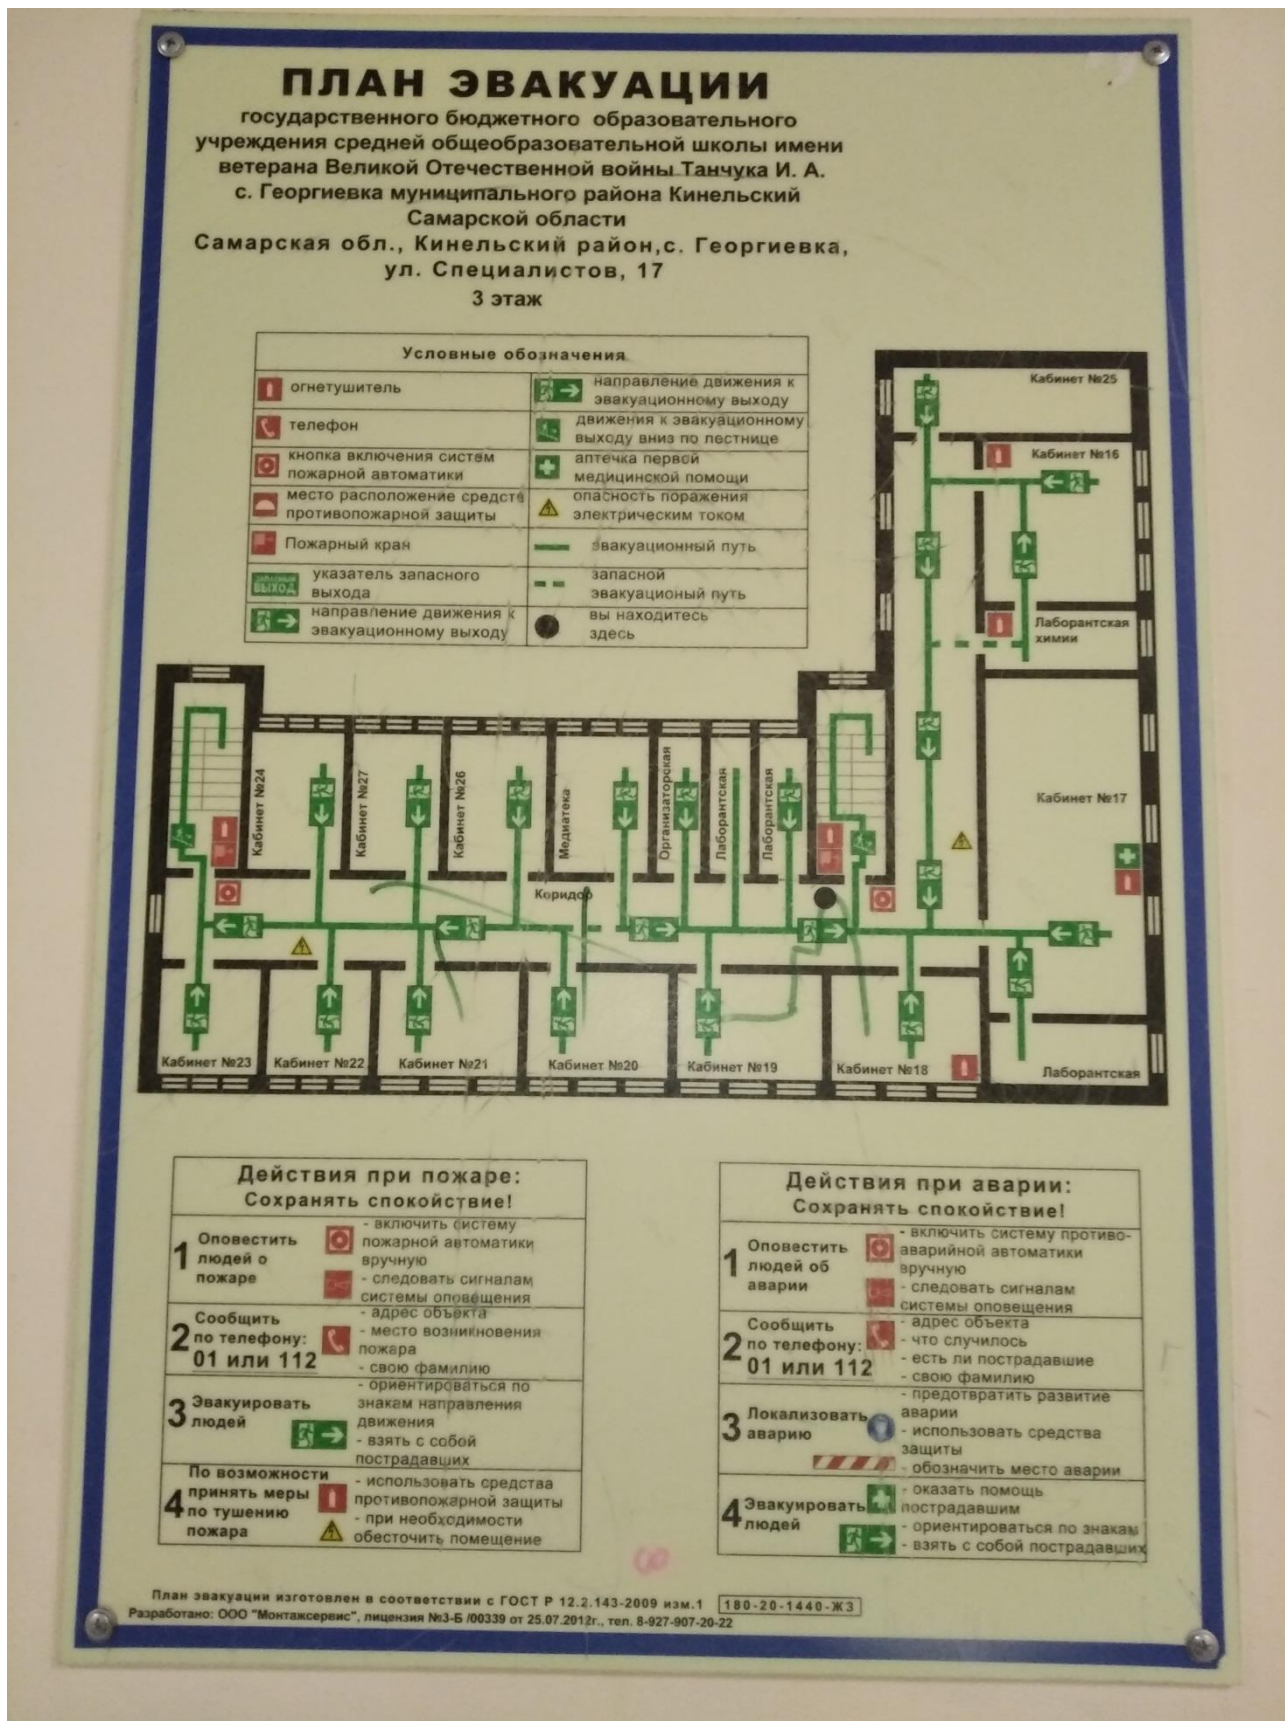 ПЛАН ЭВАКУАЦИИ
государственного бюджетного образовательного
учреждения средней общеобразовательной школы имени
ветерана Великой Отечественной войны Танчука И. А.
с. Георгиевка муниципального района Кинельский
Самарской области
Самарская обл., Кинельский район,с. Георгиевка,
ул. Специалистов, 17
3 этаж
Условные обозначения
огнетушитель
телефон
кнопка включения систем
пожарной автоматики
место расположение средств
противопожарной защиты
Пожарный кран
ЗАПАСНЫЙ
ВЫХОД
указатель запасного
выхода
направление движения к
эвакуационному выходу
направление движения к
эвакуационному выходу
движения к эвакуационному
выходу вниз по лестнице
аптечка первой
медицинской помощи
опасность поражения
электрическим током
эвакуационный путь
запасной
эвакуационый путь
вы находитесь
здесь
Кабинет №25
Кабинет №16
Лаборантская
химии
Кабинет №17
Кабинет №24
Кабинет №27
Кабинет №26
Медиатека
Организаторская
Лаборантская
Лаборантская
Коридор
Кабинет №23
Кабинет №22
Кабинет №21
Кабинет №20
Кабинет №19
Кабинет №18
Лаборантская
Действия при пожаре:
Сохранять спокойствие!
1 Оповестить
людей о
пожаре
- включить систему
пожарной автоматики
вручную
- следовать сигналам
системы оповещения
2 Сообщить
по телефону:
01 или 112
- адрес объекта
- место возникновения
пожара
- свою фамилию
3 Эвакуировать
людей
- ориентироваться по
знакам направления
движения
- взять с собой
пострадавших
4 По возможности
принять меры
по тушению
пожара
- использовать средства
противопожарной защиты
- при необходимости
обесточить помещение
Действия при аварии:
Сохранять спокойствие!
1 Оповестить
людей об
аварии
- включить систему противо-
аварийной автоматики
вручную
- следовать сигналам
системы оповещения
2 Сообщить
по телефону:
01 или 112
- адрес объекта
- что случилось
- есть ли пострадавшие
- свою фамилию
3 Локализовать
аварию
- предотвратить развитие
аварии
- использовать средства
защиты
- обозначить место аварии
4 Эвакуировать
людей
- оказать помощь
пострадавшим
- ориентироваться по знакам
- взять с собой пострадавших
План эвакуации изготовлен в соответствии с ГОСТ Р 12.2.143-2009 изм.1
180-20-1440-ЖЗ
Разработано: ООО "Монтажсервис", лицензия №3-Б /00339 от 25.07.2012г., тел. 8-927-907-20-22